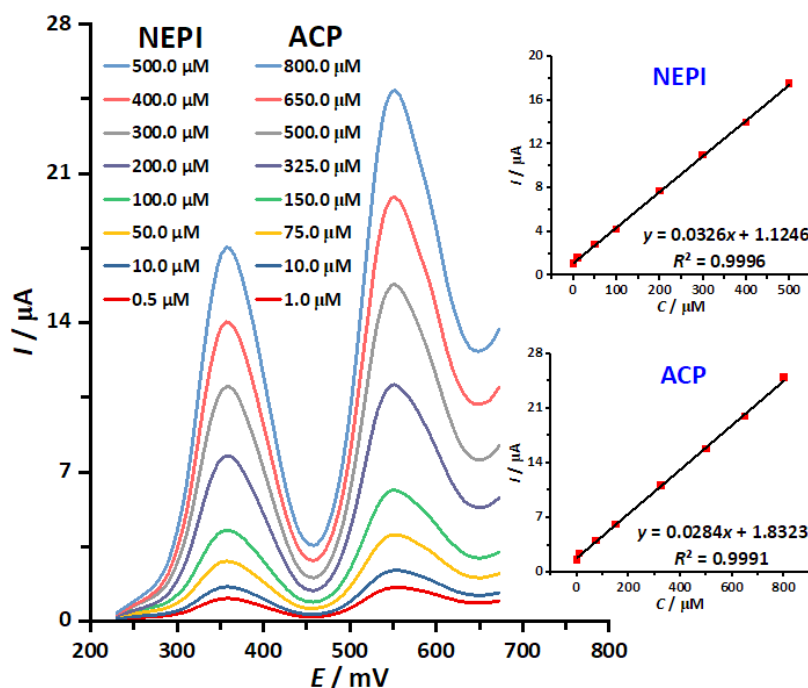 28
21
14
7
0
I / µA
200
300
400
500
600
700
800
E / mV
NEPI ACP
500.0 µM 800.0 µM
400.0 µM 650.0 µM
300.0 µM 500.0 µM
200.0 µM 325.0 µM
100.0 µM 150.0 µM
50.0 µM 75.0 µM
10.0 µM 10.0 µM
0.5 µM 1.0 µM
20
16
12
8
4
0
I / µA
NEPI
y = 0.0326x + 1.1246
R² = 0.9996
0 100 200 300 400 500
C / µM
28
21
14
7
0
I / µA
ACP
y = 0.0284x + 1.8323
R² = 0.9991
0 200 400 600 800
C / µM